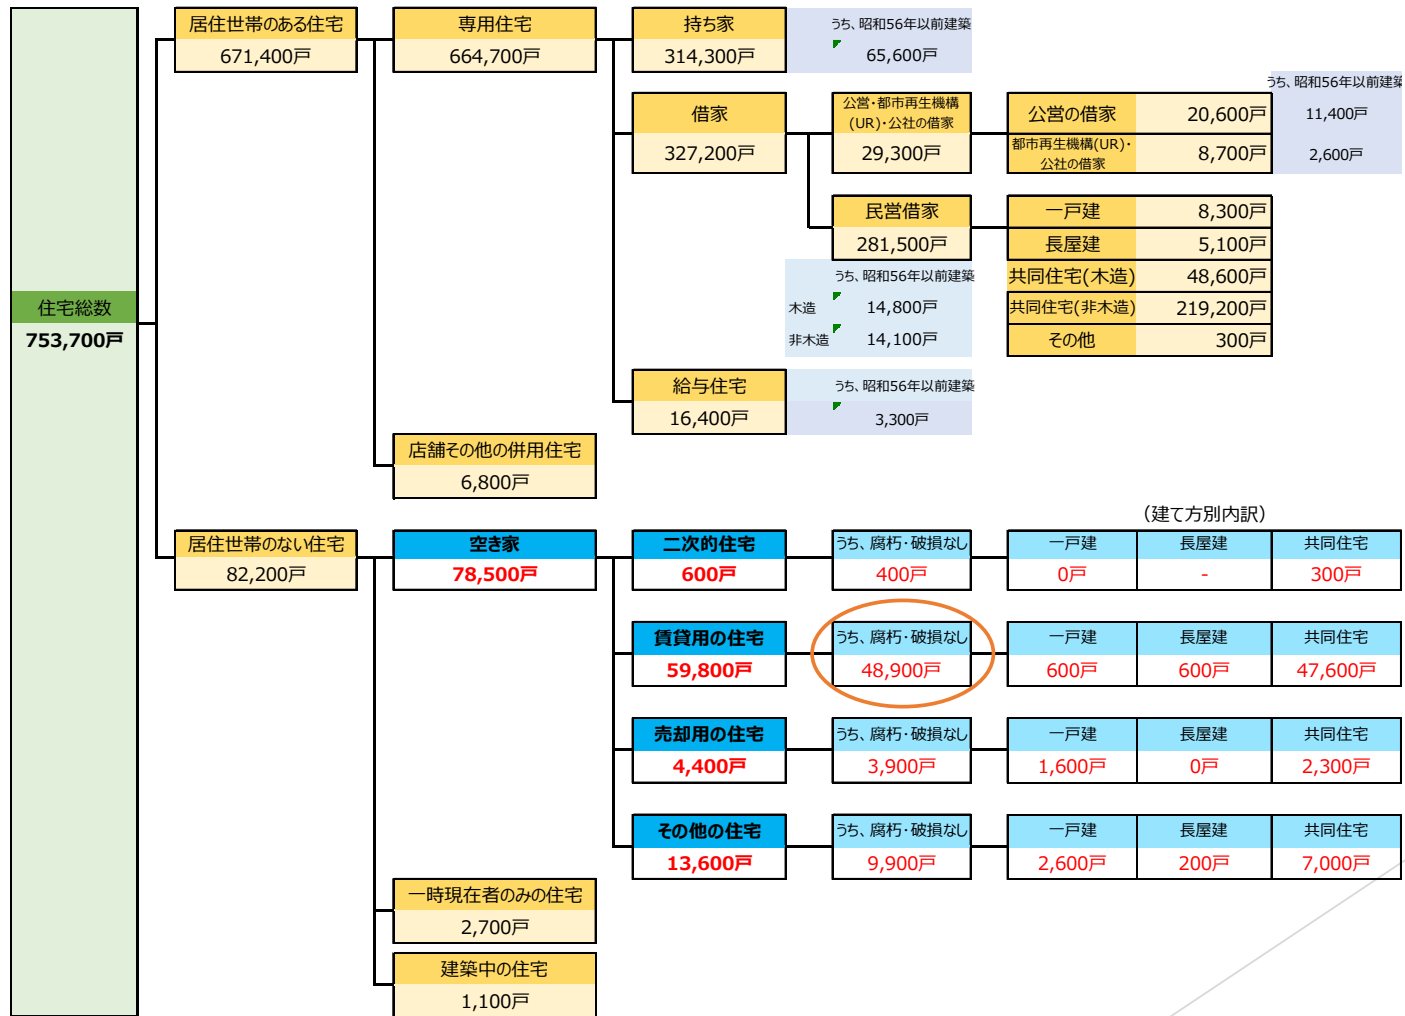 居住世帯のある住宅
671,400戸
専用住宅
664,700戸
持ち家
314,300戸
うち、昭和56年以前建築
65,600戸
借家
327,200戸
公営・都市再生機構
(UR)・公社の借家
29,300戸
うち、昭和56年以前建築
公営の借家 20,600戸 11,400戸
都市再生機構(UR)・
公社の借家
8,700戸 2,600戸
民営借家
281,500戸
一戸建 8,300戸
長屋建 5,100戸
共同住宅(木造) 48,600戸
共同住宅(非木造) 219,200戸
その他 300戸
うち、昭和56年以前建築
木造 14,800戸
非木造 14,100戸
住宅総数
753,700戸
給与住宅
16,400戸
うち、昭和56年以前建築
3,300戸
店舗その他の併用住宅
6,800戸
(建て方別内訳)
居住世帯のない住宅
82,200戸
空き家
78,500戸
二次的住宅
600戸
うち、腐朽・破損なし
400戸
一戸建 長屋建 共同住宅
0戸 - 300戸
賃貸用の住宅
59,800戸
うち、腐朽・破損なし
48,900戸
一戸建 長屋建 共同住宅
600戸 600戸 47,600戸
売却用の住宅
4,400戸
うち、腐朽・破損なし
3,900戸
一戸建 長屋建 共同住宅
1,600戸 0戸 2,300戸
その他の住宅
13,600戸
うち、腐朽・破損なし
9,900戸
一戸建 長屋建 共同住宅
2,600戸 200戸 7,000戸
一時現在者のみの住宅
2,700戸
建築中の住宅
1,100戸